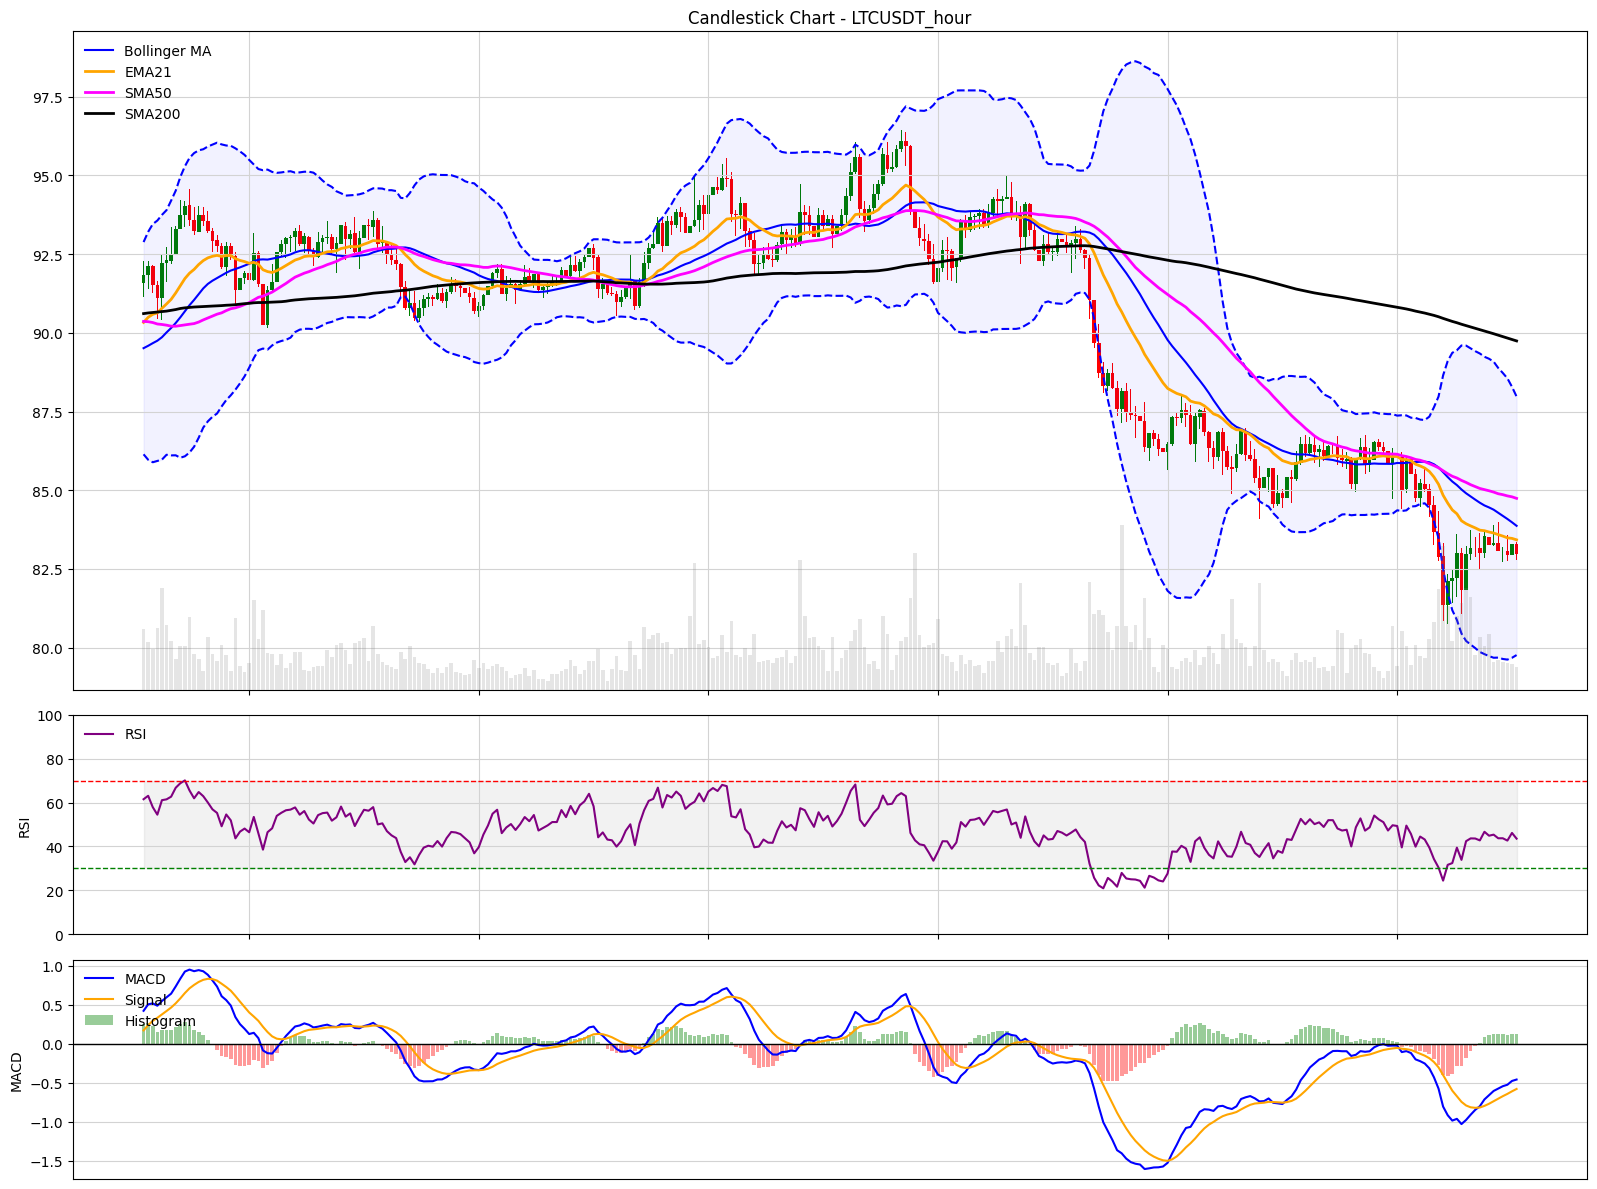 Candlestick Chart - LTCUSDT_hour
Bollinger MA
EMA21
SMA50
SMA200
97.5
95.0
92.5
90.0
87.5
85.0
82.5
80.0
RSI
100
80
60
40
20
0
RSI
MACD
Signal
Histogram
1.0
0.5
0.0
−0.5
−1.0
−1.5
MACD